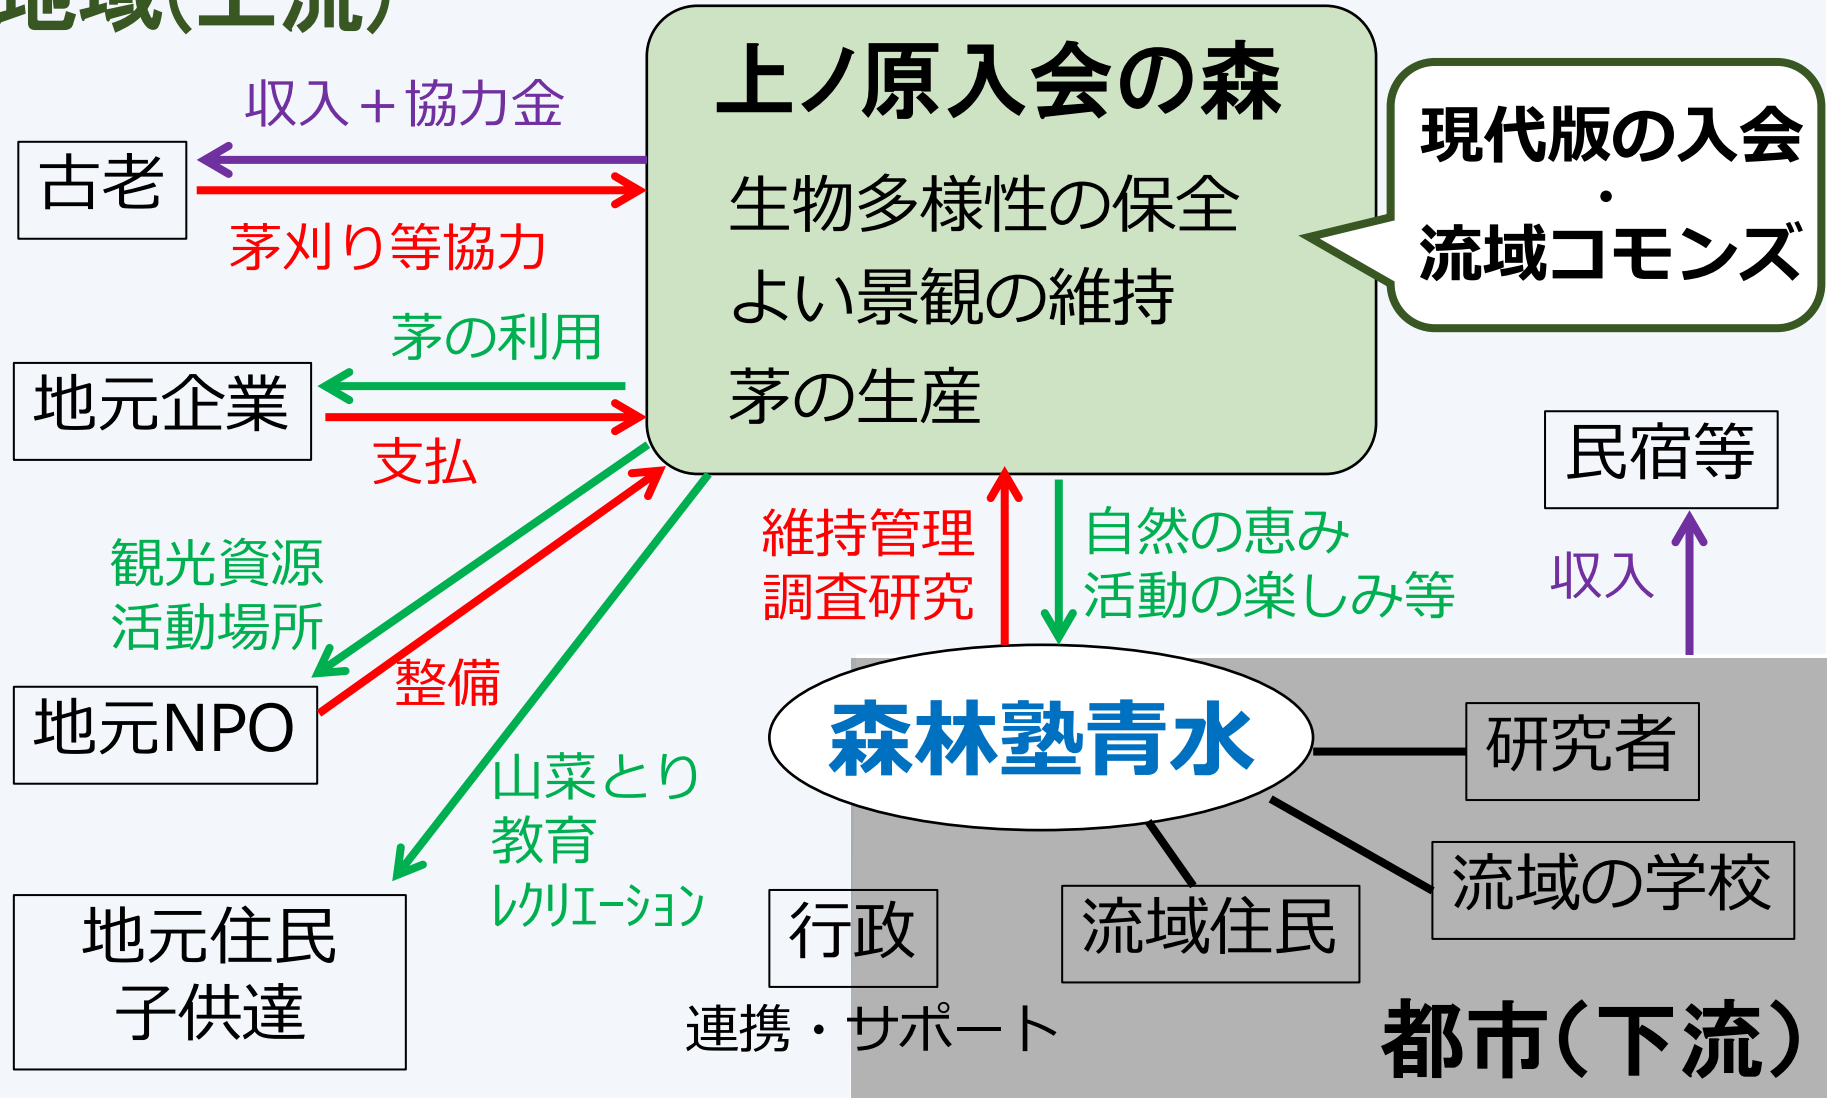 地域(上流)
上ノ原入会の森
生物多様性の保全
よい景観の維持
茅の生産
現代版の入会
・
流域コモンズ
収入＋協力金
古老
茅刈り等協力
茅の利用
地元企業
支払
民宿等
収入
観光資源
活動場所
維持管理
調査研究
自然の恵み
活動の楽しみ等
整備
地元NPO
森林塾青水
研究者
山菜とり
教育
ﾚｸﾘｴｰｼｮﾝ
流域の学校
地元住民
子供達
行政
流域住民
連携・サポート
都市(下流)